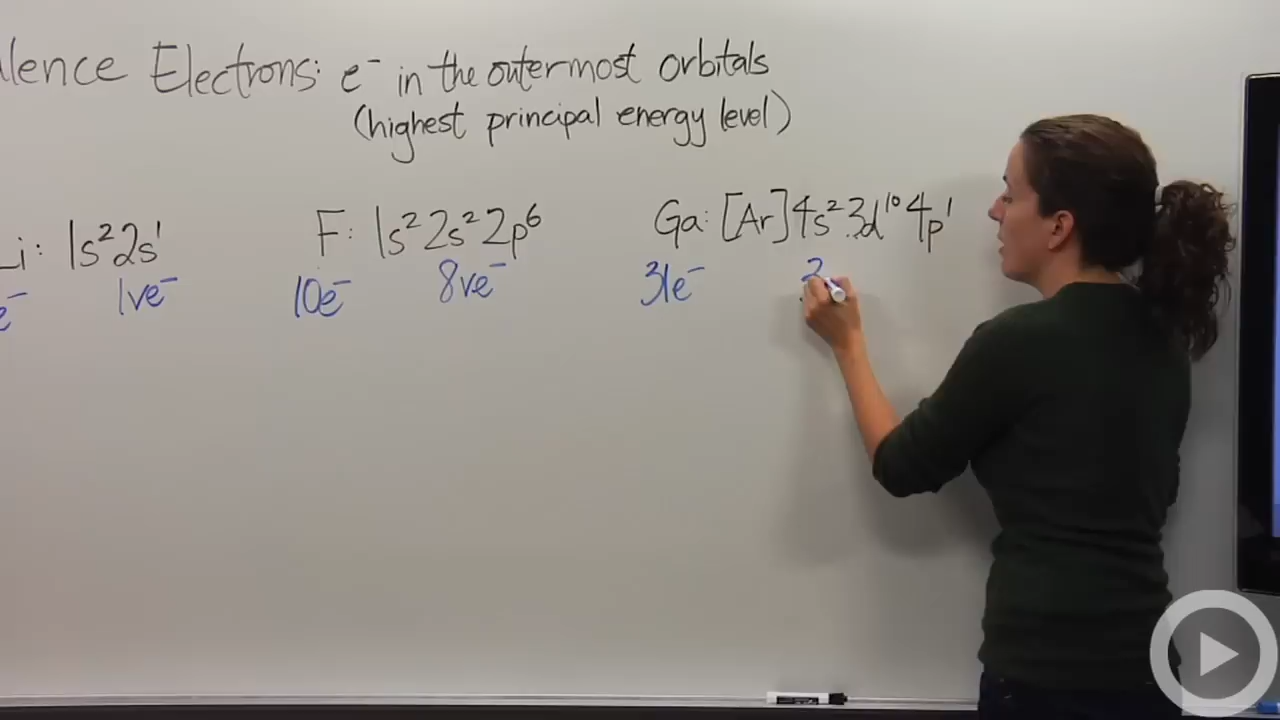 lence Electrons: e⁻ in the outermost orbitals
(highest principal energy level)
Li: 1s²2s¹ F: 1s²2s²2p⁶ Ga: [Ar]4s²3d¹⁰4p¹
e⁻ 1ve⁻ 10e⁻ 8ve⁻ 31e⁻ 3